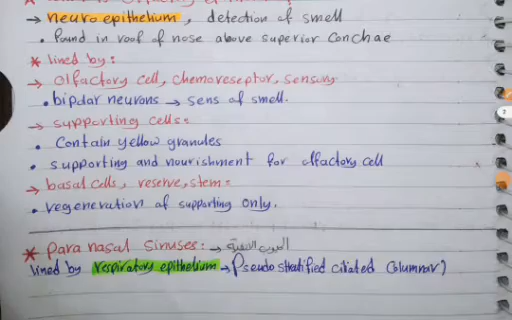 → neuro epithelium, detection of smell
• found in roof of nose above superior Conchae
* lined by:
→ olfactory cell, chemoreseptor, sensory
• bipolar neurons → sens of smell.
→ supporting cells:
• Contain yellow granules
• supporting and nourishment for olfactory cell
→ basal cells, reserve, stem:
• regeneration of supporting only.
* Para nasal Sinuses: → الجيوب الانفية
lined by respiratory epithelium → Pseudo stratified ciliated Columnar)